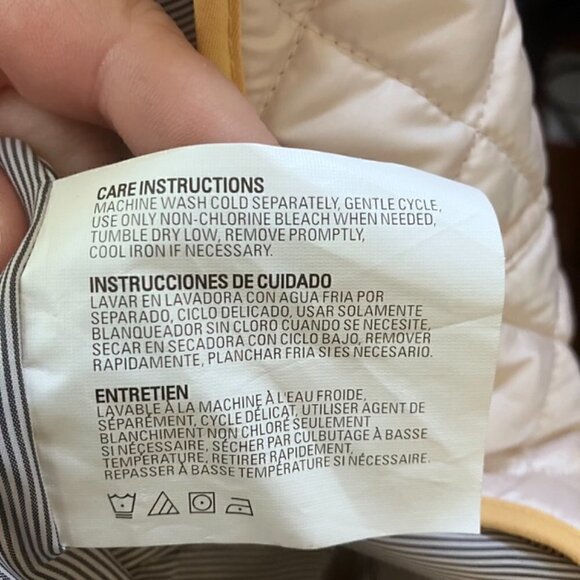 CARE INSTRUCTIONS
MACHINE WASH COLD SEPARATELY, GENTLE CYCLE,
USE ONLY NON-CHLORINE BLEACH WHEN NEEDED,
TUMBLE DRY LOW, REMOVE PROMPTLY,
COOL IRON IF NECESSARY.
INSTRUCCIONES DE CUIDADO
LAVAR EN LAVADORA CON AGUA FRIA POR
SEPARADO, CICLO DELICADO, USAR SOLAMENTE
BLANQUEADOR SIN CLORO CUANDO SE NECESITE,
SECAR EN SECADORA CON CICLO BAJO, REMOVER
RAPIDAMENTE, PLANCHAR FRIA SI ES NECESARIO.
ENTRETIEN
LAVABLE À LA MACHINE À L'EAU FROIDE,
SÉPARÉMENT, CYCLE DÉLICAT, UTILISER AGENT DE
BLANCHIMENT NON CHLORÉ SEULEMENT
SI NÉCESSAIRE, SÉCHER PAR CULBUTAGE À BASSE
TEMPÉRATURE, RETIRER RAPIDEMENT,
REPASSER À BASSE TEMPÉRATURE SI NÉCESSAIRE.